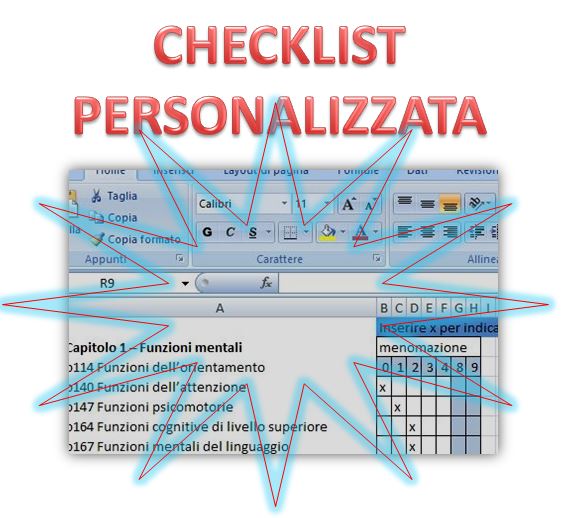 CHECKLIST
PERSONALIZZATA
Home Inserisci Layout di pagina Formule Dati Revision
Taglia
Copia
Copia formato
Appunti
Calibri 11 A A
G C S A
Carattere
Allinea
R9 fx
A B C D E F G H I
Inserire x per indica
Capitolo 1 – Funzioni mentali menomazione
b114 Funzioni dell'orientamento 0 1 2 3 4 8 9
b140 Funzioni dell'attenzione x
b147 Funzioni psicomotorie x
b164 Funzioni cognitive di livello superiore x
b167 Funzioni mentali del linguaggio x